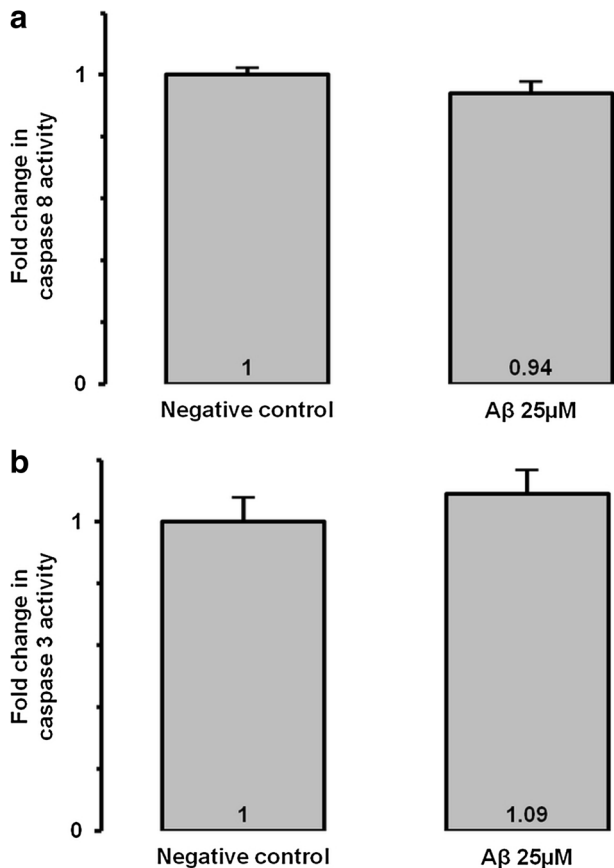 a
Fold change in
caspase 8 activity
1
0
1
0.94
Negative control
Aβ 25µM
b
Fold change in
caspase 3 activity
1
0
1
1.09
Negative control
Aβ 25µM